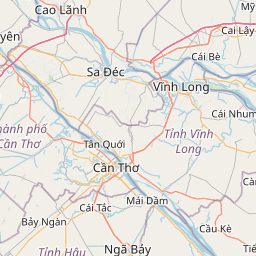 Cao Lãnh
Mỹ
Cai Lậy
yên
Cái Bè
Sa Đéc
Vĩnh Long
Cái Nhum
hành phố
Cần Thơ
Tỉnh Vĩnh
Long
Tân Quới
Cần Thơ
Mái Dầm
Cái Tắc
Bảy Ngàn
Cầu Kè
Ngã Bảy
Tỉnh Hậu
Tiể